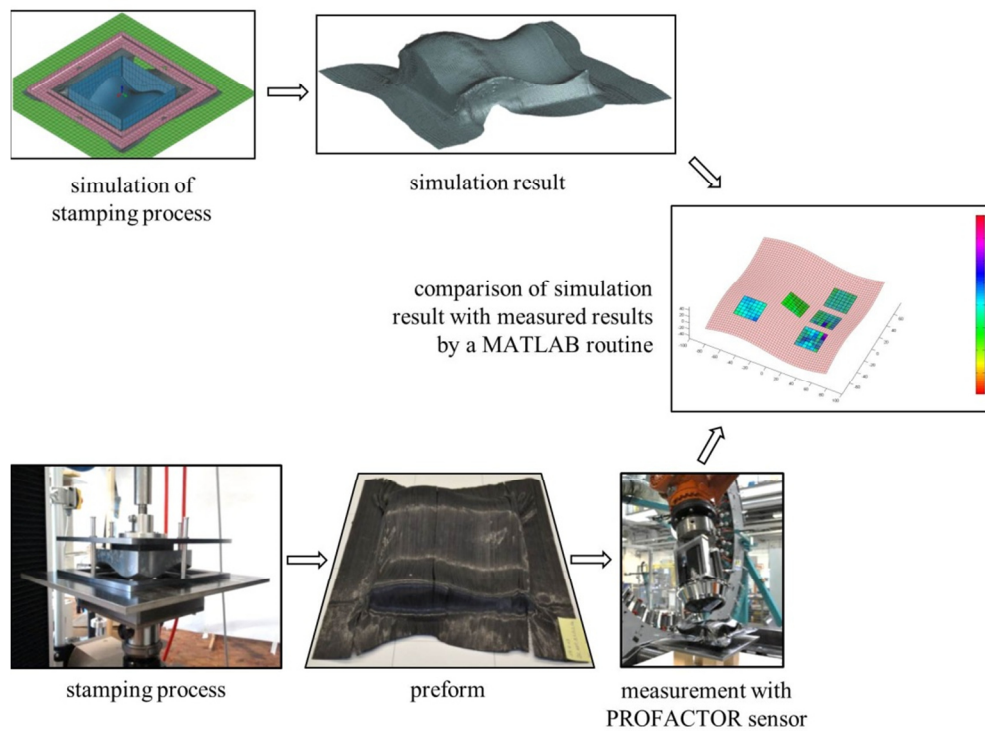 simulation of
stamping process
simulation result
comparison of simulation
result with measured results
by a MATLAB routine
stamping process
preform
measurement with
PROFACTOR sensor